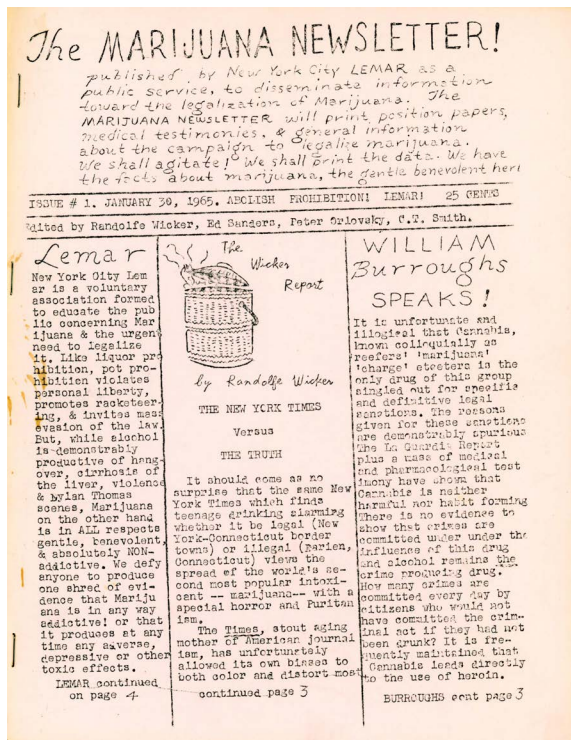 The MARIJUANA NEWSLETTER!
published by New York City LEMAR as a
public service, to disseminate information
toward the legalization of Marijuana. The
MARIJUANA NEWSLETTER will print position papers,
medical testimonies, & general information
about the campaign to legalize marijuana.
We shall agitate! We shall print the data. We have
the facts about marijuana, the gentle benevolent herb
ISSUE # 1. JANUARY 30, 1965. ABOLISH PROHIBITION! LEMAR! 25 CENTS
Edited by Randolfe Wicker, Ed Sanders, Peter Orlovsky, C.T. Smith.
Lemar
New York City Lem
ar is a voluntary
association formed
to educate the pub
lic concerning Mar
ijuana & the urgent
need to legalize
it. Like liquor pro
hibition, pot pro-
hibition violates
personal liberty,
promotes racketeer-
ing, & invites mass
evasion of the law.
But, while alcohol
is demonstrably
productive of hang-
over, cirrhosis of
the liver, violence
& Dylan Thomas
scenes, Marijuana
on the other hand
is in ALL respects
gentle, benevolent,
& absolutely NON-
addictive. We defy
anyone to produce
one shred of evi-
dence that Mariju
ana is in any way
addictive! or that
it produces at any
time any adverse,
depressive or other
toxic effects.
LEMAR continued
on page 4
The
Wicker
Report
by Randolfe Wicker
THE NEW YORK TIMES
Versus
THE TRUTH
It should come as no
surprise that the same New
York Times which finds
teenage drinking alarming
whether it be legal (New
York-Connecticut border
towns) or illegal (Darien,
Connecticut) views the
spread of the world's se-
cond most popular intoxi-
cant -- marijuana-- with a
special horror and Puritan
ism.
The Times, stout aging
mother of American journal
ism, has unfortunately
allowed its own biases to
both color and distort most
continued page 3
WILLIAM
Burroughs
SPEAKS!
It is unfortunate and
illogical that Cannabis,
known colloquially as
reefers' 'marijuana'
'charge' etcetera is the
only drug of this group
singled out for specific
and definitive legal
sanctions. The reasons
given for these sanctions
are demonstrably spurious
The La Guardia Report
plus a mass of medical
and pharmacological test
imony have shown that
Cannabis is neither
harmful nor habit forming
There is no evidence to
show that crimes are
committed under under the
influence of this drug
and alcohol remains the
crime producing drug.
How many crimes are
committed every day by
citizens who would not
have committed the crim-
inal act if they had not
been drunk? It is fre-
quently maintained that
Cannabis leads directly
to the use of heroin.
BURROUGHS cont page 3